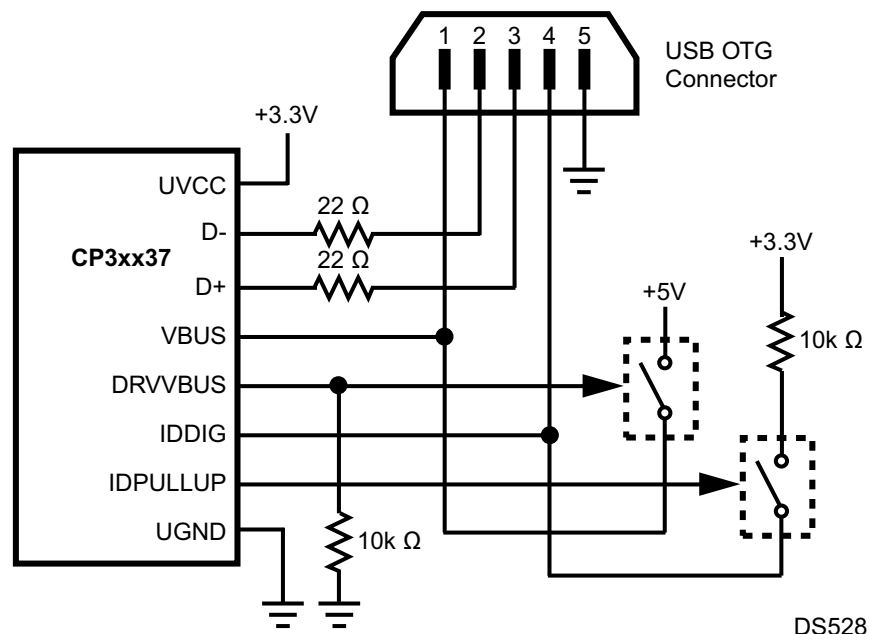 1 2 3 4 5
USB OTG
Connector
+3.3V
UVCC
22 Ω
D-
CP3xx37
22 Ω
D+
+3.3V
+5V
VBUS
10k Ω
DRVVBUS
IDDIG
IDPULLUP
UGND
10k Ω
DS528